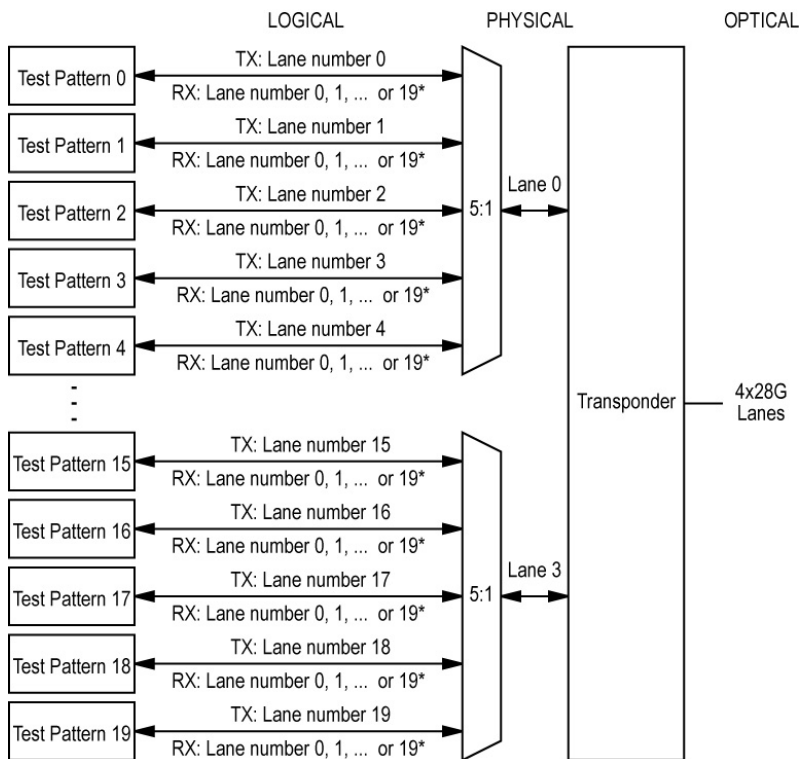 LOGICAL PHYSICAL OPTICAL
Test Pattern 0
TX: Lane number 0
RX: Lane number 0, 1, ... or 19*
Test Pattern 1
TX: Lane number 1
RX: Lane number 0, 1, ... or 19*
Test Pattern 2
TX: Lane number 2
RX: Lane number 0, 1, ... or 19*
Test Pattern 3
TX: Lane number 3
RX: Lane number 0, 1, ... or 19*
Test Pattern 4
TX: Lane number 4
RX: Lane number 0, 1, ... or 19*
5:1
Lane 0
Test Pattern 15
TX: Lane number 15
RX: Lane number 0, 1, ... or 19*
Test Pattern 16
TX: Lane number 16
RX: Lane number 0, 1, ... or 19*
Test Pattern 17
TX: Lane number 17
RX: Lane number 0, 1, ... or 19*
Test Pattern 18
TX: Lane number 18
RX: Lane number 0, 1, ... or 19*
Test Pattern 19
TX: Lane number 19
RX: Lane number 0, 1, ... or 19*
5:1
Lane 3
Transponder
4x28G
Lanes